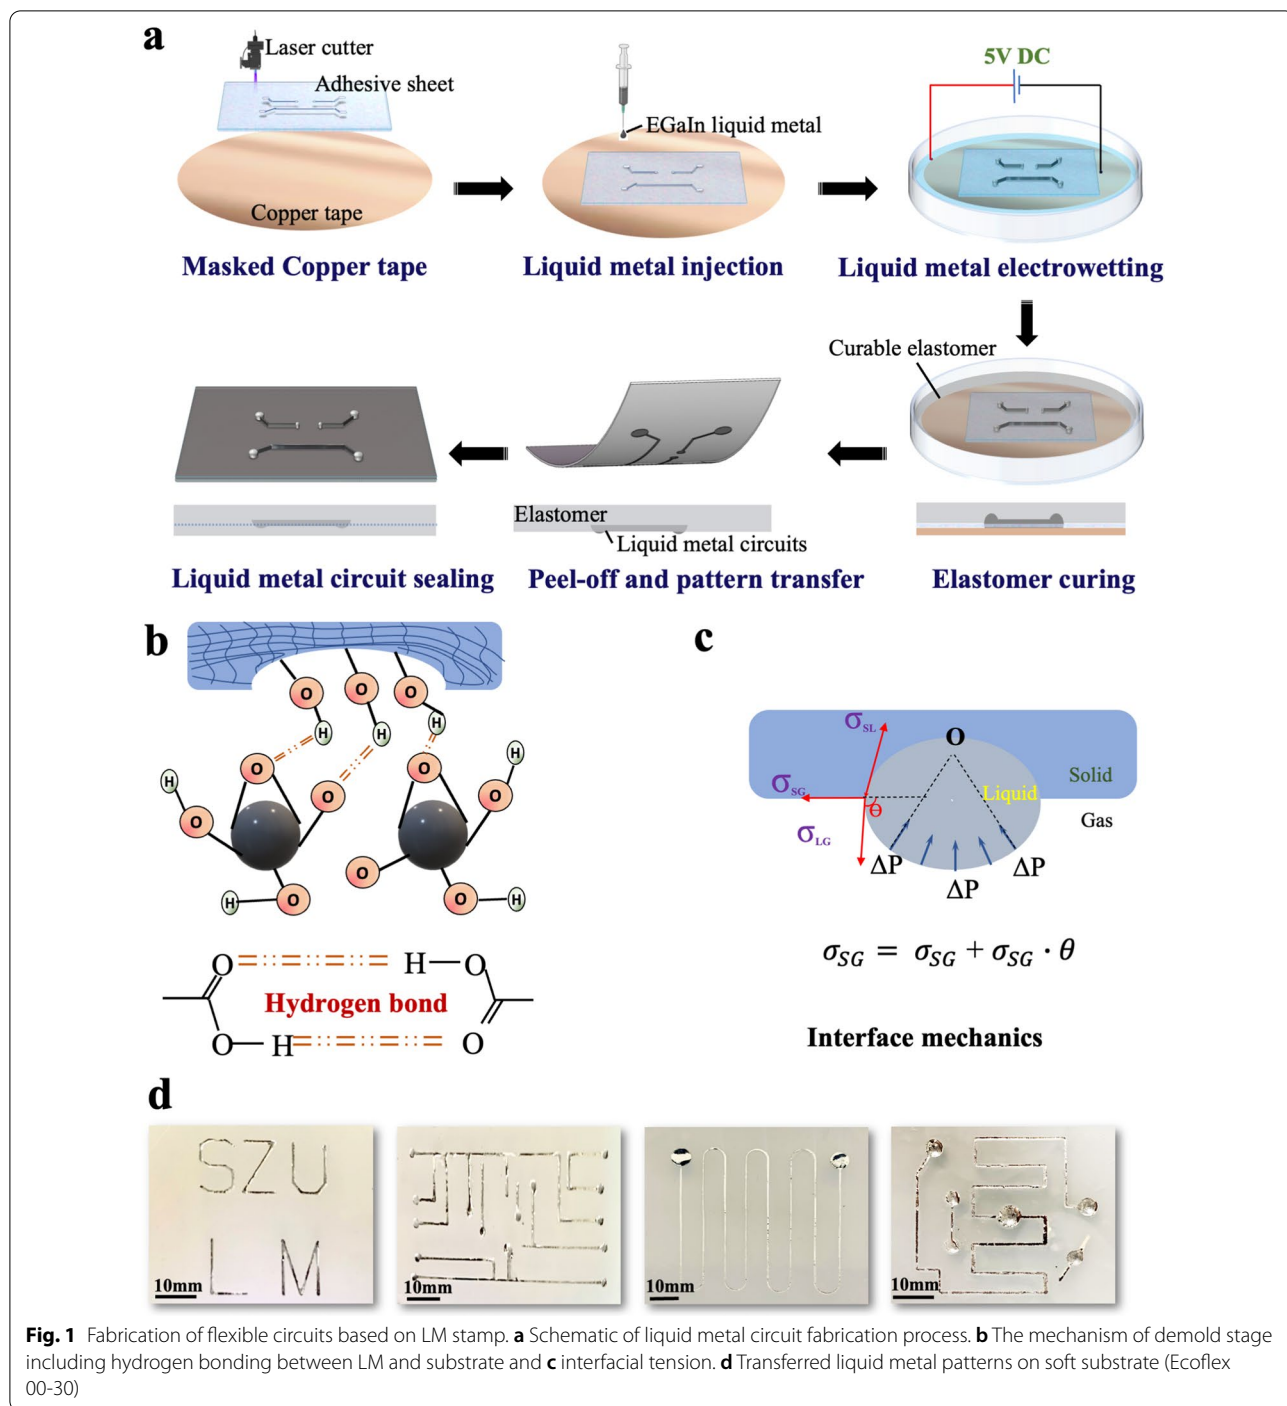 a
Laser cutter
Adhesive sheet
Copper tape
Masked Copper tape
EGaIn liquid metal
Liquid metal injection
5V DC
Liquid metal electrowetting
Curable elastomer
Elastomer curing
Elastomer
Liquid metal circuits
Peel-off and pattern transfer
Liquid metal circuit sealing
b
O O O
H H H
O O O
H O O H
H O O O H
O H O
Hydrogen bond
O H O
c
σSL
O
σSG
Solid
Liquid
θ
Gas
σLG
ΔP ΔP ΔP
σSG = σSG + σSG · θ
Interface mechanics
d
SZU
L M
10mm
10mm
10mm
10mm
Fig. 1 Fabrication of flexible circuits based on LM stamp. a Schematic of liquid metal circuit fabrication process. b The mechanism of demold stage
including hydrogen bonding between LM and substrate and c interfacial tension. d Transferred liquid metal patterns on soft substrate (Ecoflex
00-30)